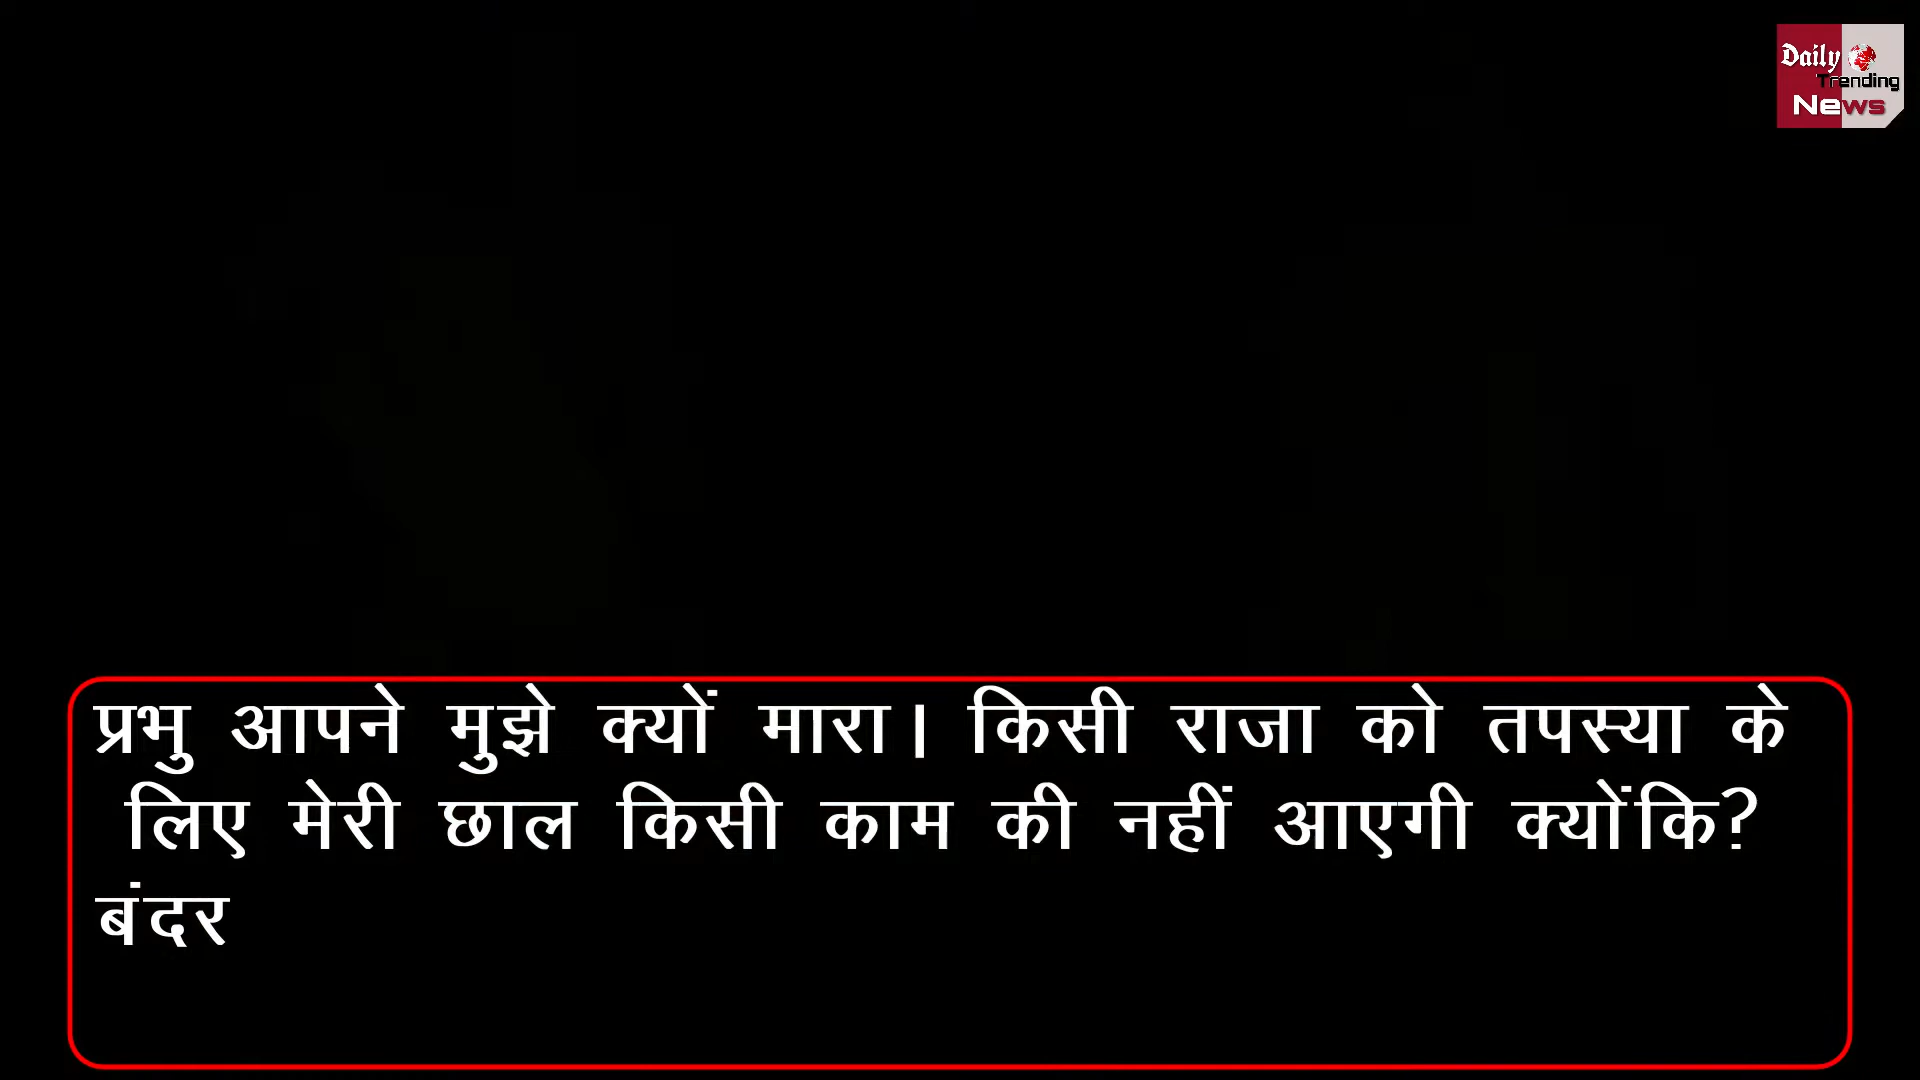 Daily
Trending
News
प्रभु आपने मुझे क्यों मारा। किसी राजा को तपस्या के
लिए मेरी छाल किसी काम की नहीं आएगी क्योंकि?
बंदर